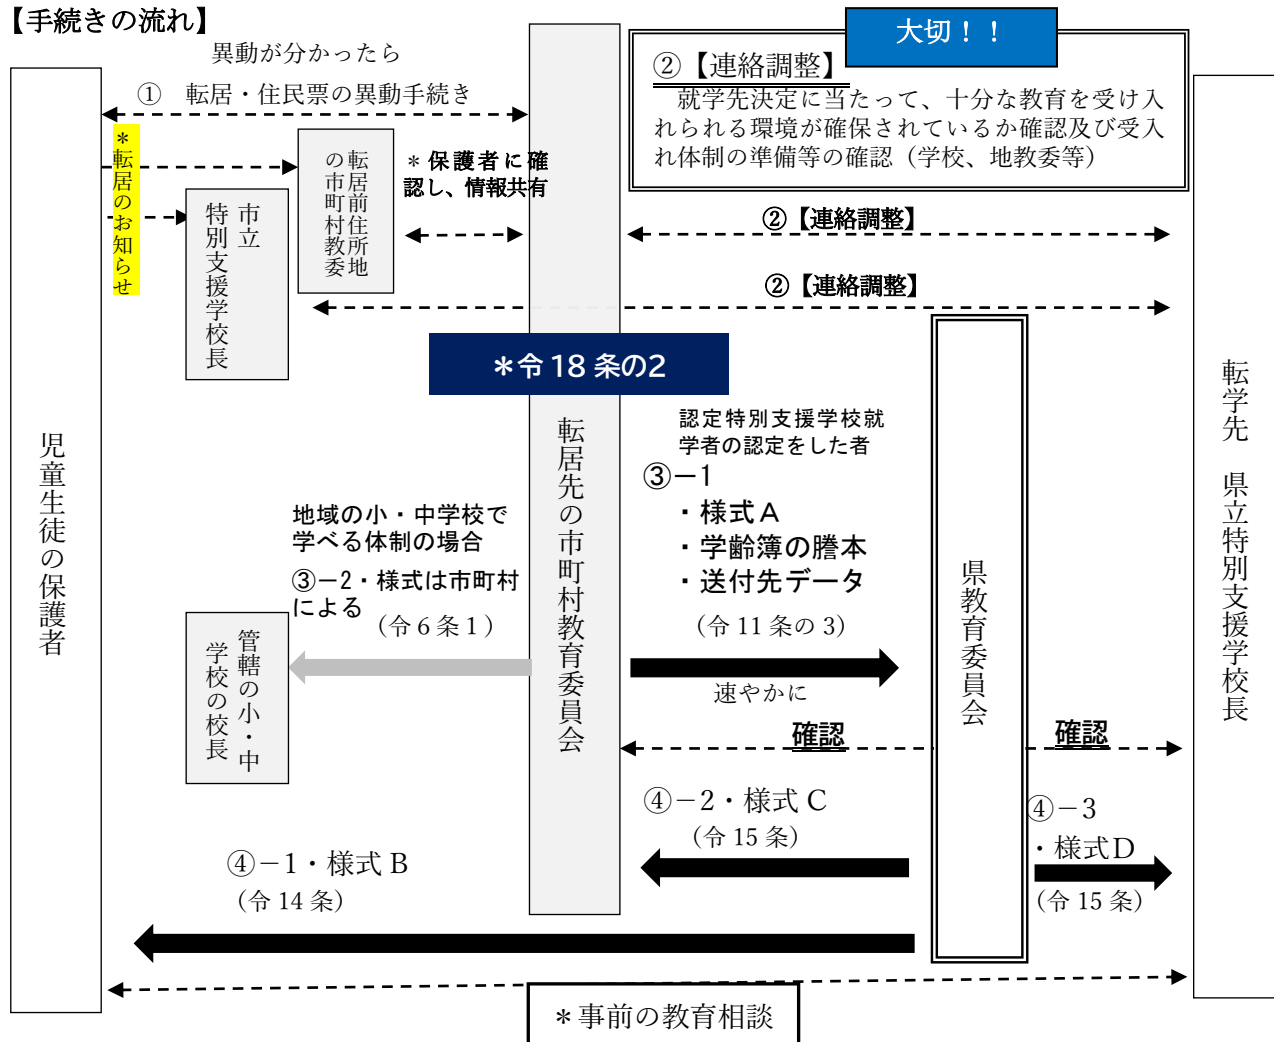 【手続きの流れ】
異動が分かったら
① 転居・住民票の異動手続き
大切！！
②【連絡調整】
就学先決定に当たって、十分な教育を受け入
れられる環境が確保されているか確認及び受入
れ体制の準備等の確認（学校、地教委等）
＊転居のお知らせ
転居前住所地
の市町村教委
＊保護者に確
認し、情報共有
市立
特別支援学校長
②【連絡調整】
②【連絡調整】
＊令18条の2
児童生徒の保護者
転居先の市町村教育委員会
県教育委員会
転学先 県立特別支援学校長
認定特別支援学校就
学者の認定をした者
③－1
・様式A
・学齢簿の謄本
・送付先データ
（令11条の3）
速やかに
地域の小・中学校で
学べる体制の場合
③－2・様式は市町村
による
（令6条1）
管轄の小・中
学校の校長
確認
確認
④－2・様式C
（令15条）
④－3
・様式D
（令15条）
④－1・様式B
（令14条）
＊事前の教育相談